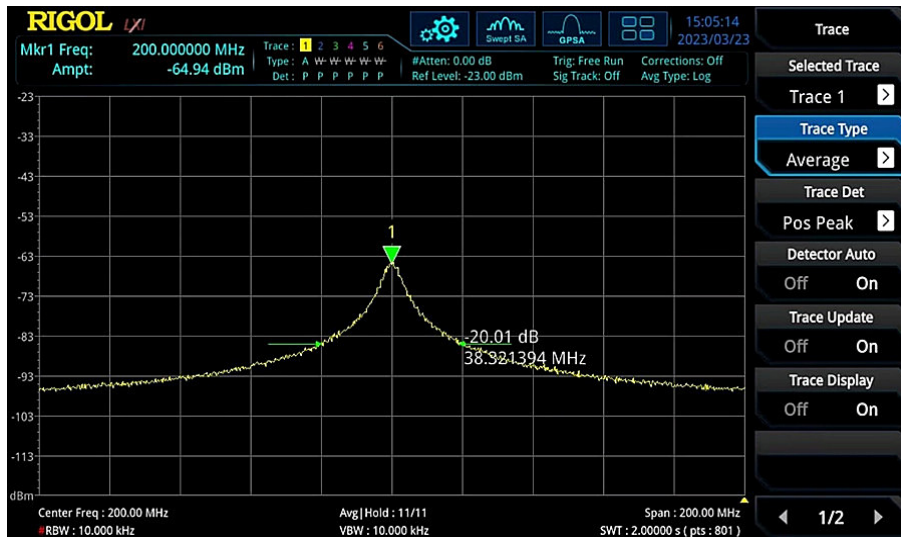 RIGOL LXI
15:05:14
Swept SA
GPSA
2023/03/23
Mkr1 Freq: 200.000000 MHz
Ampt: -64.94 dBm
Trace: 1 2 3 4 5 6
Type: A W W W W W
Det: P P P P P P
#Atten: 0.00 dB
Ref Level: -23.00 dBm
Trig: Free Run
Sig Track: Off
Corrections: Off
Avg Type: Log
-23
-33
-43
-53
-63
-73
-83
-93
-103
-113
dBm
1
-20.01 dB
38.321394 MHz
Center Freq : 200.00 MHz
#RBW : 10.000 kHz
Avg|Hold : 11/11
VBW : 10.000 kHz
Span : 200.00 MHz
SWT : 2.00000 s ( pts : 801 )
Trace
Selected Trace
Trace 1 >
Trace Type
Average >
Trace Det
Pos Peak >
Detector Auto
Off On
Trace Update
Off On
Trace Display
Off On
1/2